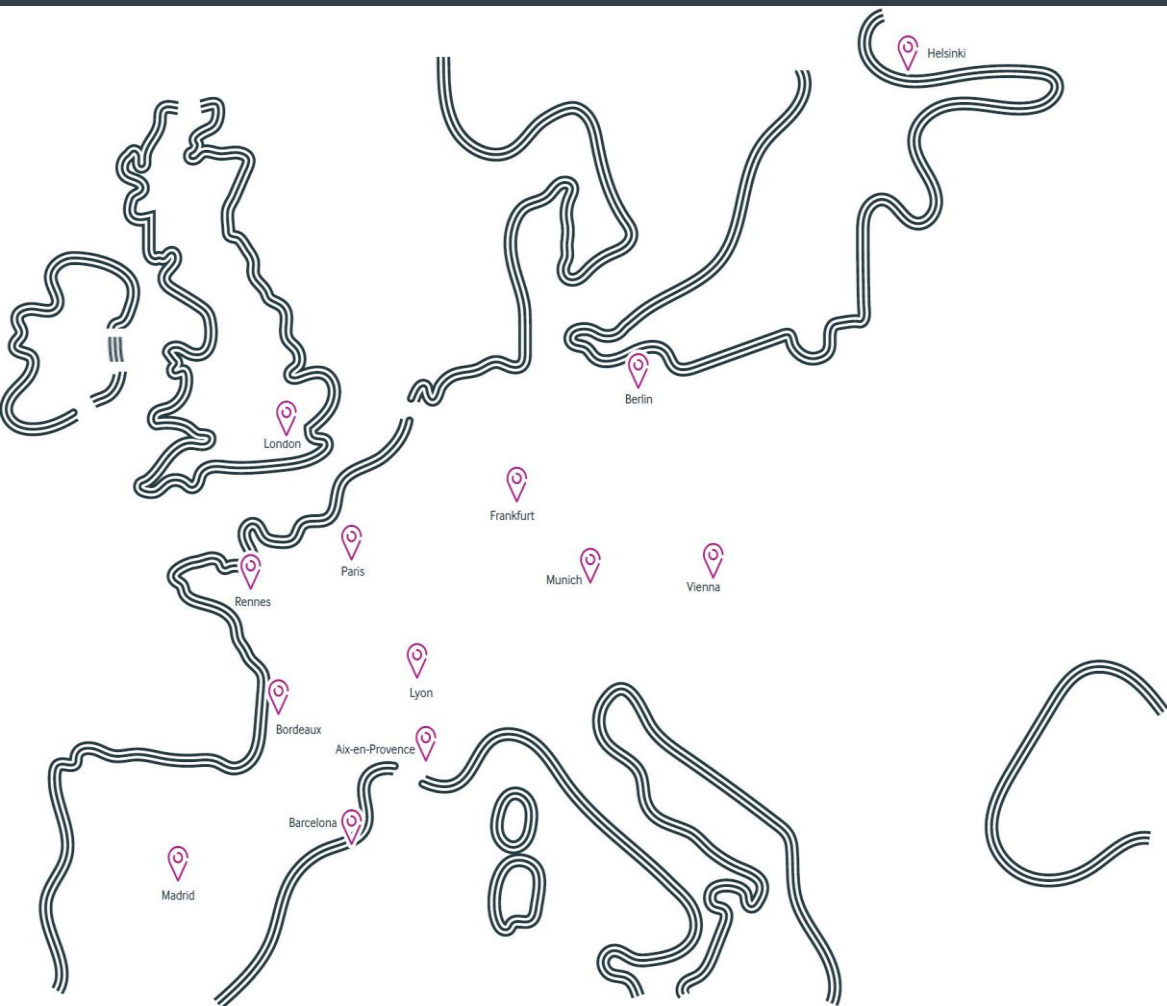 Helsinki
Berlin
London
Frankfurt
Paris
Munich
Vienna
Rennes
Lyon
Bordeaux
Aix-en-Provence
Barcelona
Madrid